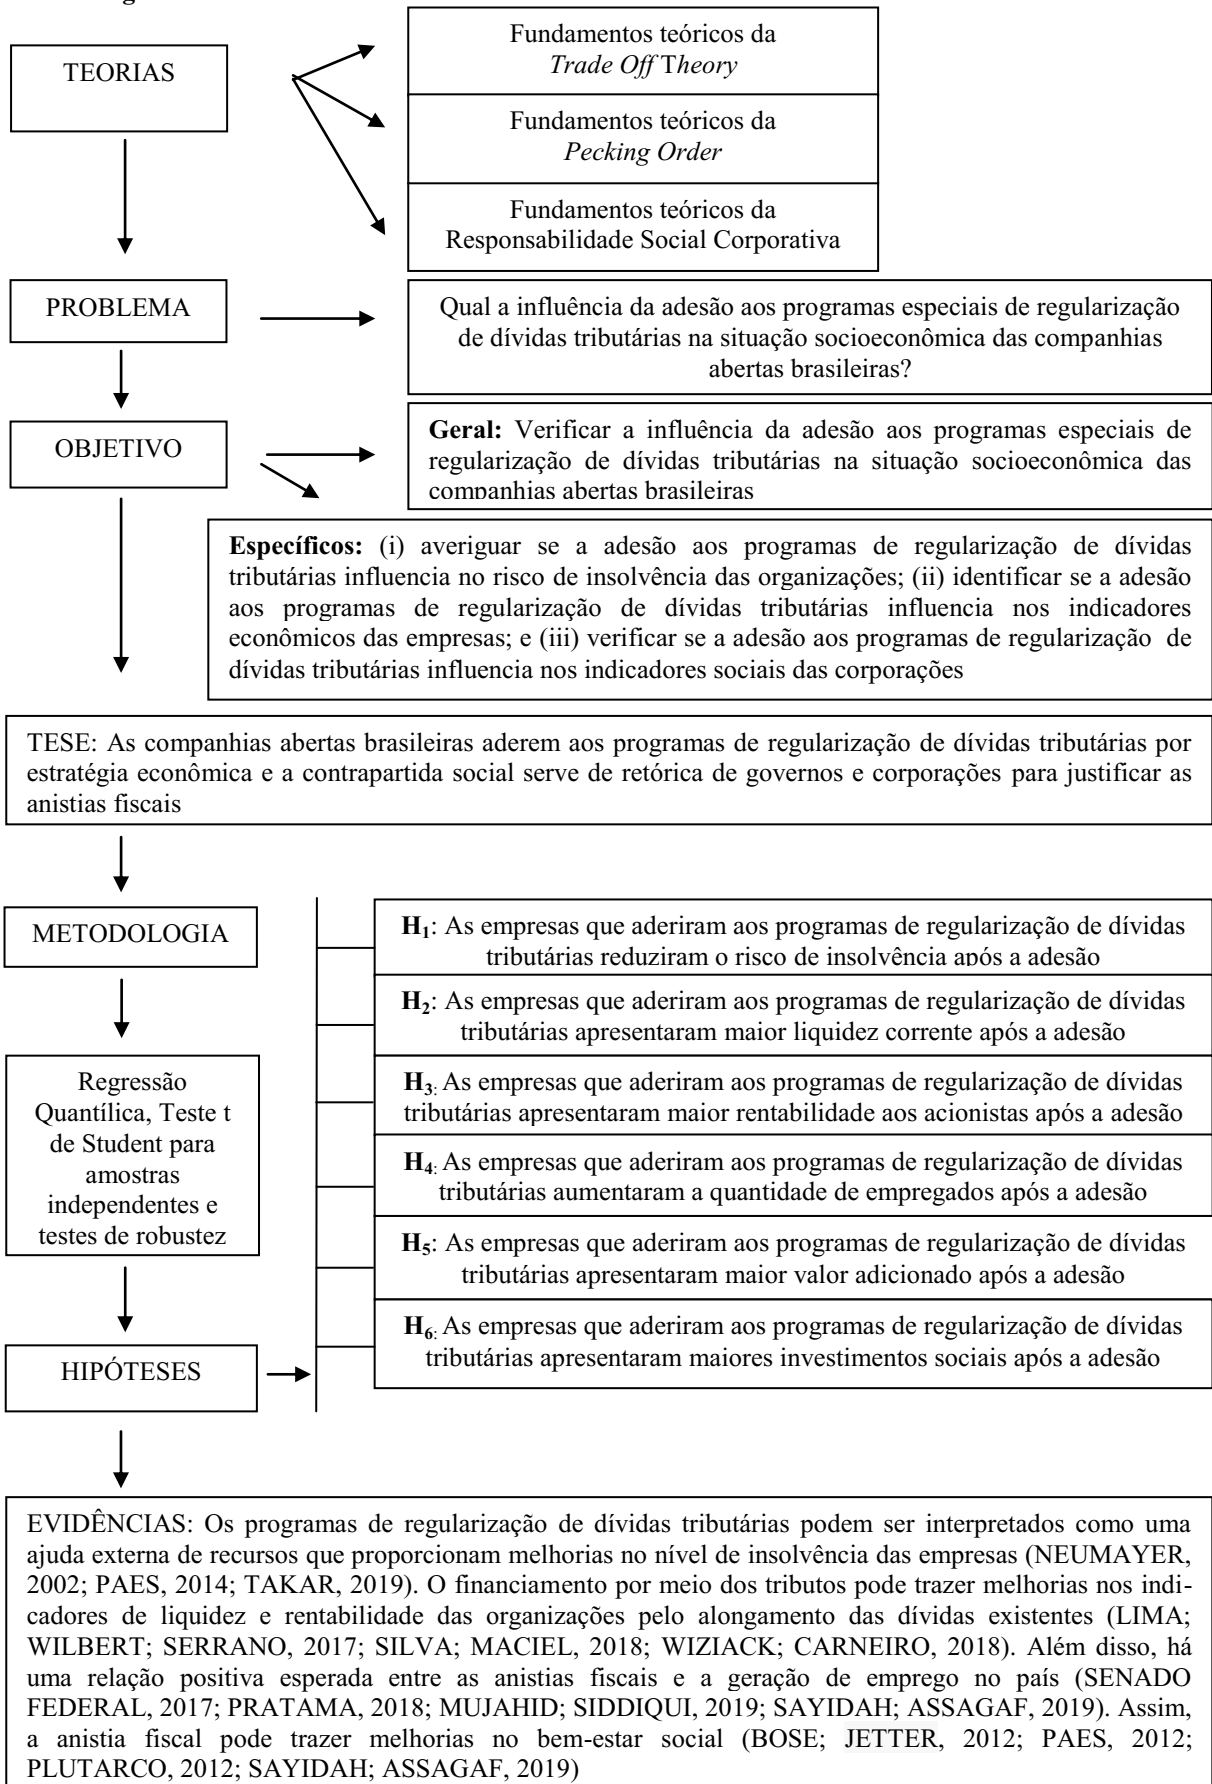 TEORIAS
Fundamentos teóricos da
Trade Off Theory
Fundamentos teóricos da
Pecking Order
Fundamentos teóricos da
Responsabilidade Social Corporativa
PROBLEMA
Qual a influência da adesão aos programas especiais de regularização
de dívidas tributárias na situação socioeconômica das companhias
abertas brasileiras?
OBJETIVO
Geral: Verificar a influência da adesão aos programas especiais de
regularização de dívidas tributárias na situação socioeconômica das
companhias abertas brasileiras
Específicos: (i) averiguar se a adesão aos programas de regularização de dívidas
tributárias influencia no risco de insolvência das organizações; (ii) identificar se a adesão
aos programas de regularização de dívidas tributárias influencia nos indicadores
econômicos das empresas; e (iii) verificar se a adesão aos programas de regularização de
dívidas tributárias influencia nos indicadores sociais das corporações
TESE: As companhias abertas brasileiras aderem aos programas de regularização de dívidas tributárias por
estratégia econômica e a contrapartida social serve de retórica de governos e corporações para justificar as
anistias fiscais
METODOLOGIA
Regressão
Quantílica, Teste t
de Student para
amostras
independentes e
testes de robustez
HIPÓTESES
H1: As empresas que aderiram aos programas de regularização de dívidas
tributárias reduziram o risco de insolvência após a adesão
H2: As empresas que aderiram aos programas de regularização de dívidas
tributárias apresentaram maior liquidez corrente após a adesão
H3: As empresas que aderiram aos programas de regularização de dívidas
tributárias apresentaram maior rentabilidade aos acionistas após a adesão
H4: As empresas que aderiram aos programas de regularização de dívidas
tributárias aumentaram a quantidade de empregados após a adesão
H5: As empresas que aderiram aos programas de regularização de dívidas
tributárias apresentaram maior valor adicionado após a adesão
H6: As empresas que aderiram aos programas de regularização de dívidas
tributárias apresentaram maiores investimentos sociais após a adesão
EVIDÊNCIAS: Os programas de regularização de dívidas tributárias podem ser interpretados como uma
ajuda externa de recursos que proporcionam melhorias no nível de insolvência das empresas (NEUMAYER,
2002; PAES, 2014; TAKAR, 2019). O financiamento por meio dos tributos pode trazer melhorias nos indi-
cadores de liquidez e rentabilidade das organizações pelo alongamento das dívidas existentes (LIMA;
WILBERT; SERRANO, 2017; SILVA; MACIEL, 2018; WIZIACK; CARNEIRO, 2018). Além disso, há
uma relação positiva esperada entre as anistias fiscais e a geração de emprego no país (SENADO
FEDERAL, 2017; PRATAMA, 2018; MUJAHID; SIDDIQUI, 2019; SAYIDAH; ASSAGAF, 2019). Assim,
a anistia fiscal pode trazer melhorias no bem-estar social (BOSE; JETTER, 2012; PAES, 2012;
PLUTARCO, 2012; SAYIDAH; ASSAGAF, 2019)